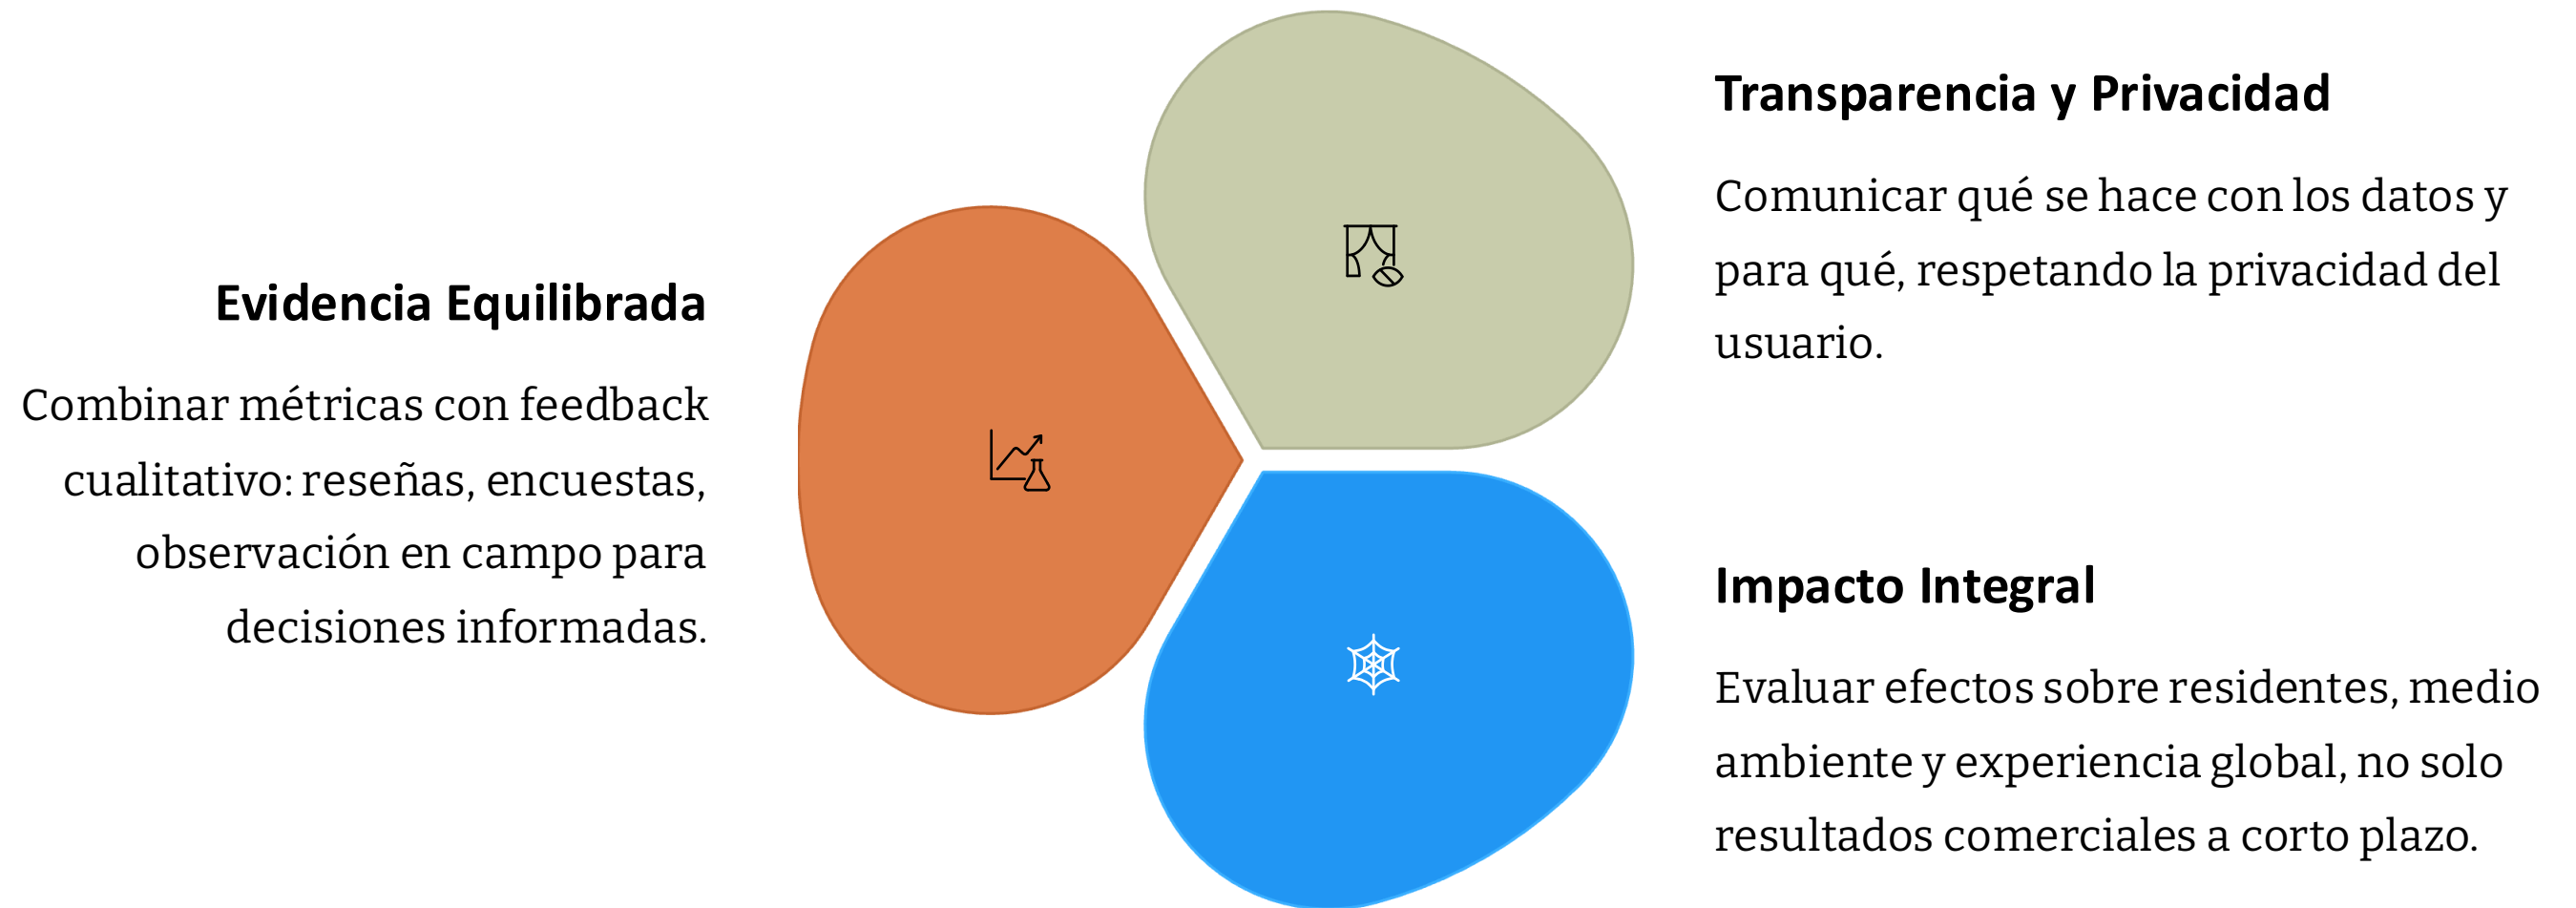 Evidencia Equilibrada
Combinar métricas con feedback
cualitativo: reseñas, encuestas,
observación en campo para
decisiones informadas.
Transparencia y Privacidad
Comunicar qué se hace con los datos y
para qué, respetando la privacidad del
usuario.
Impacto Integral
Evaluar efectos sobre residentes, medio
ambiente y experiencia global, no solo
resultados comerciales a corto plazo.